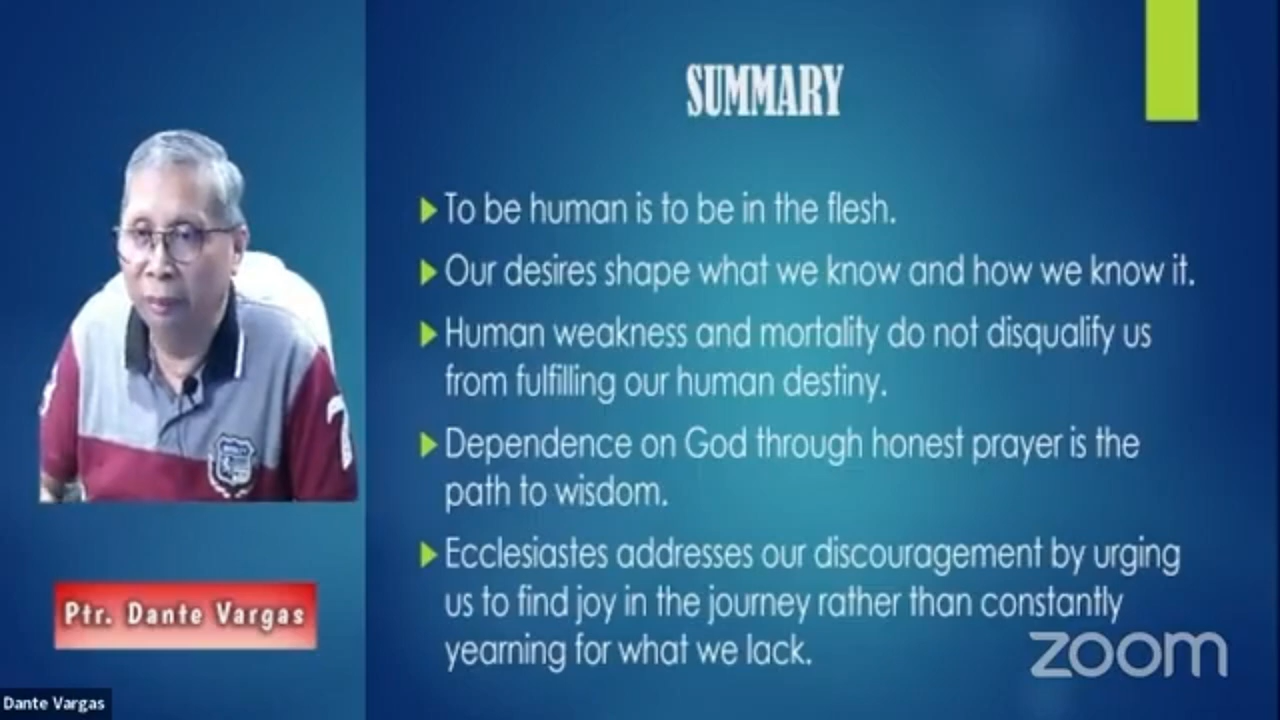 SUMMARY
To be human is to be in the flesh.
Our desires shape what we know and how we know it.
Human weakness and mortality do not disqualify us
from fulfilling our human destiny.
Dependence on God through honest prayer is the
path to wisdom.
Ecclesiastes addresses our discouragement by urging
us to find joy in the journey rather than constantly
yearning for what we lack.
zoom
Ptr. Dante Vargas
Dante Vargas